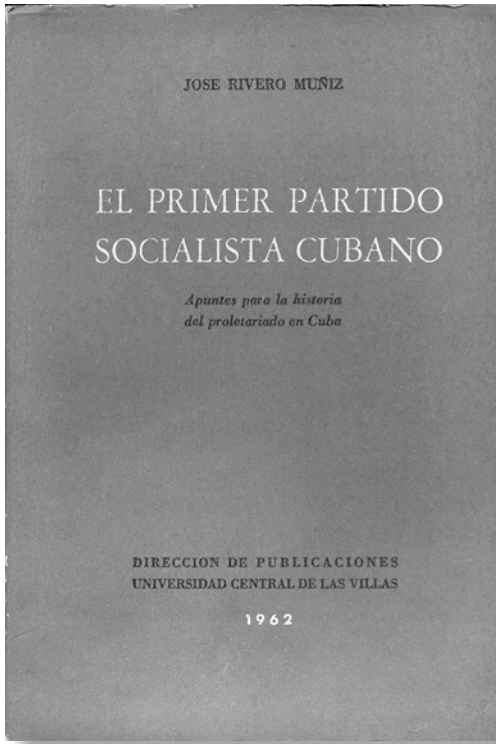 JOSE RIVERO MUÑIZ
EL PRIMER PARTIDO
SOCIALISTA CUBANO
Apuntes para la historia
del proletariado en Cuba
DIRECCION DE PUBLICACIONES
UNIVERSIDAD CENTRAL DE LAS VILLAS
1962